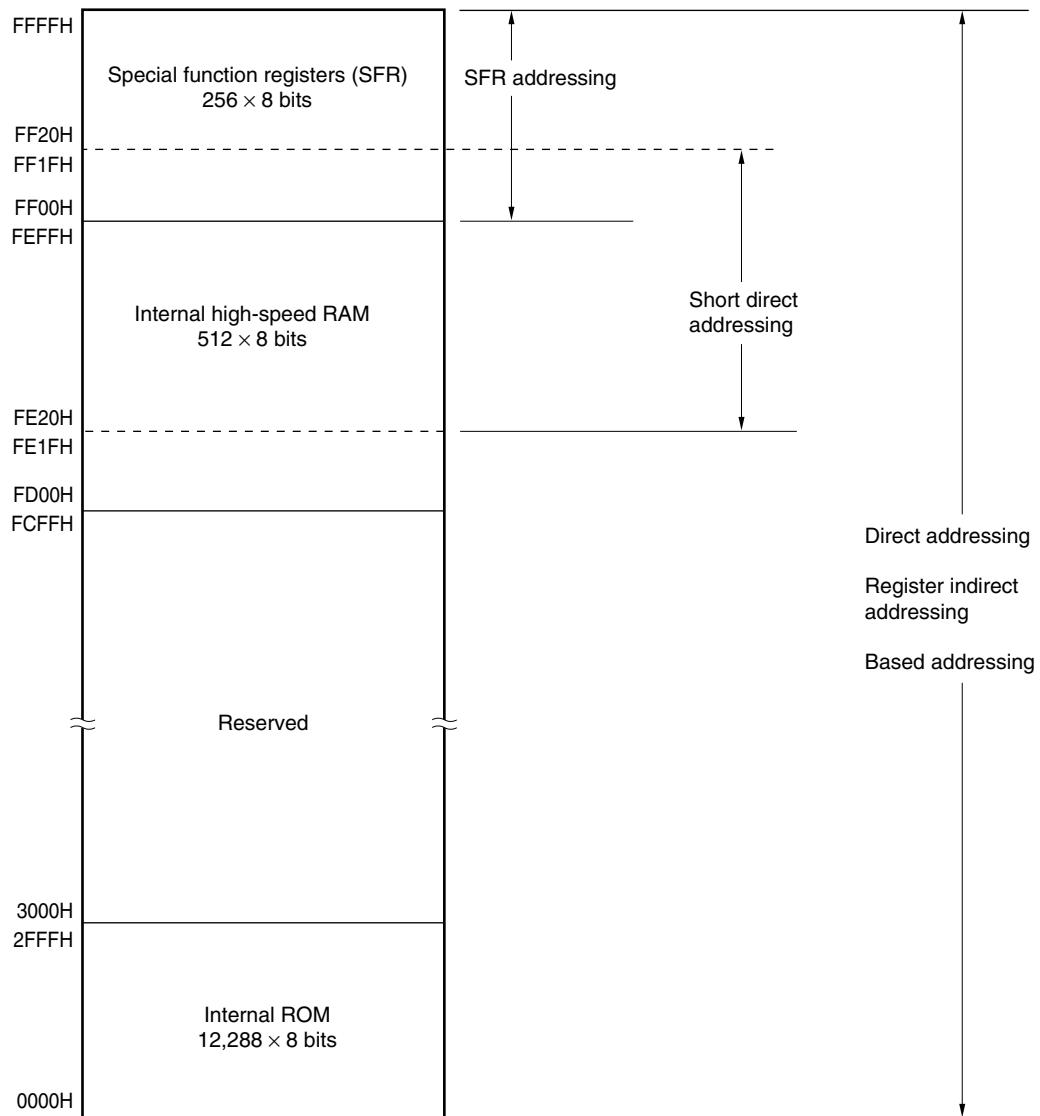 FFFFH
Special function registers (SFR)
256 × 8 bits
SFR addressing
FF20H
FF1FH
FF00H
FEFFH
Internal high-speed RAM
512 × 8 bits
Short direct
addressing
FE20H
FE1FH
FD00H
FCFFH
Direct addressing
Register indirect
addressing
Based addressing
Reserved
3000H
2FFFH
Internal ROM
12,288 × 8 bits
0000H